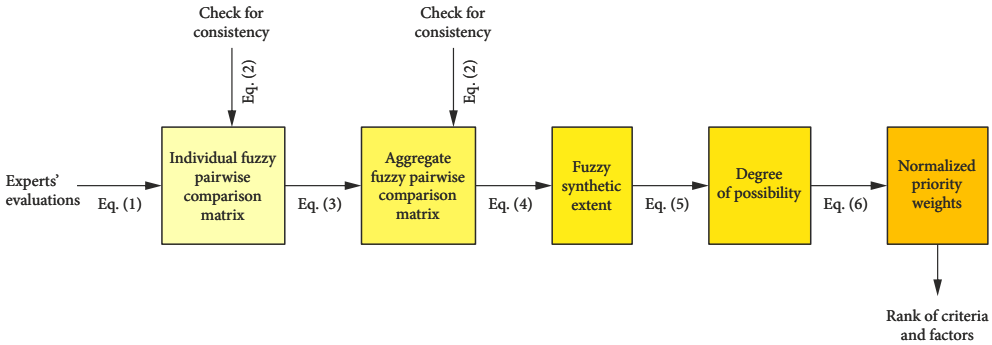 Check for
consistency
Eq. (2)
Check for
consistency
Eq. (2)
Experts’
evaluations
Eq. (1)
Individual fuzzy
pairwise
comparison
matrix
Eq. (3)
Aggregate
fuzzy pairwise
comparison
matrix
Eq. (4)
Fuzzy
synthetic
extent
Eq. (5)
Degree
of possibility
Eq. (6)
Normalized
priority
weights
Rank of criteria
and factors